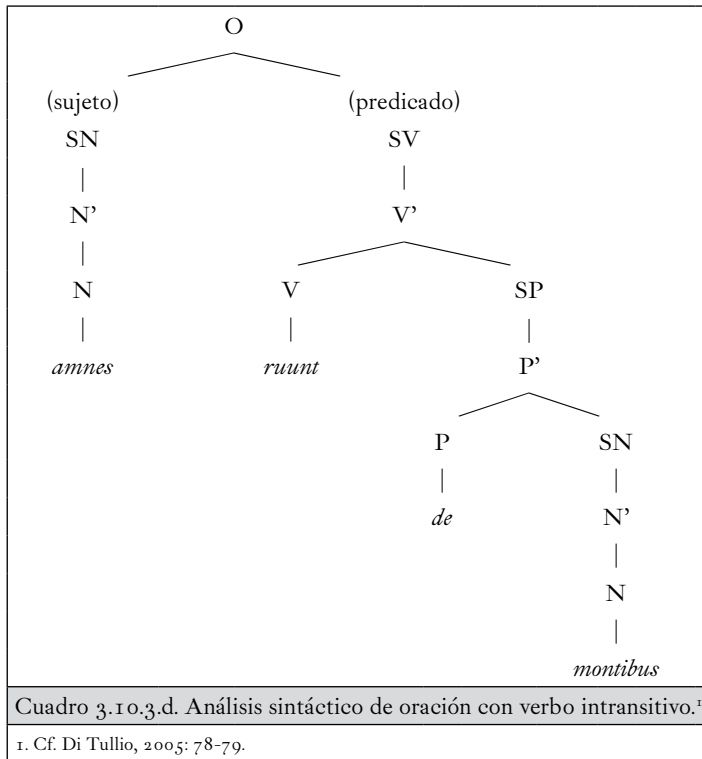 O
(sujeto) (predicado)
SN SV
N’ V’
N V SP
amnes ruunt P’
P SN
de N’
N
montibus
Cuadro 3.10.3.d. Análisis sintáctico de oración con verbo intransitivo.¹
1. Cf. Di Tullio, 2005: 78-79.